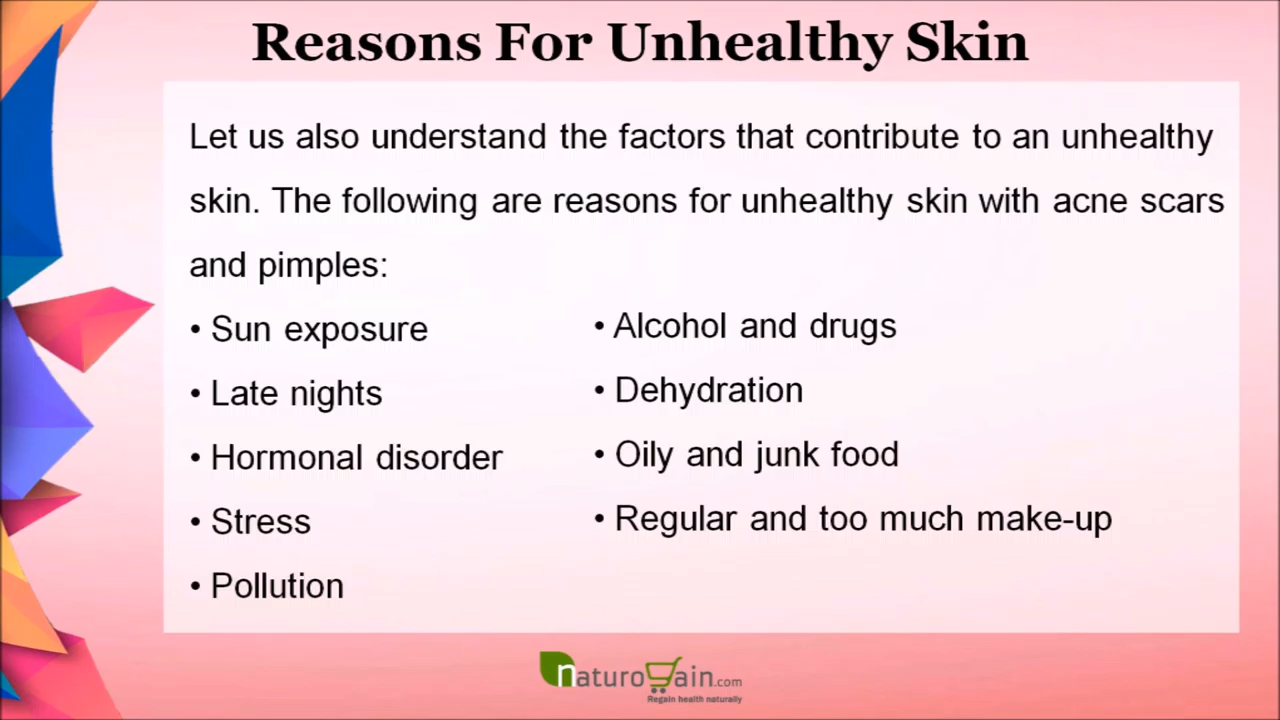 Reasons For Unhealthy Skin
Let us also understand the factors that contribute to an unhealthy
skin. The following are reasons for unhealthy skin with acne scars
and pimples:
• Sun exposure
• Late nights
• Hormonal disorder
• Stress
• Pollution
• Alcohol and drugs
• Dehydration
• Oily and junk food
• Regular and too much make-up
naturogain.com
Regain health naturally